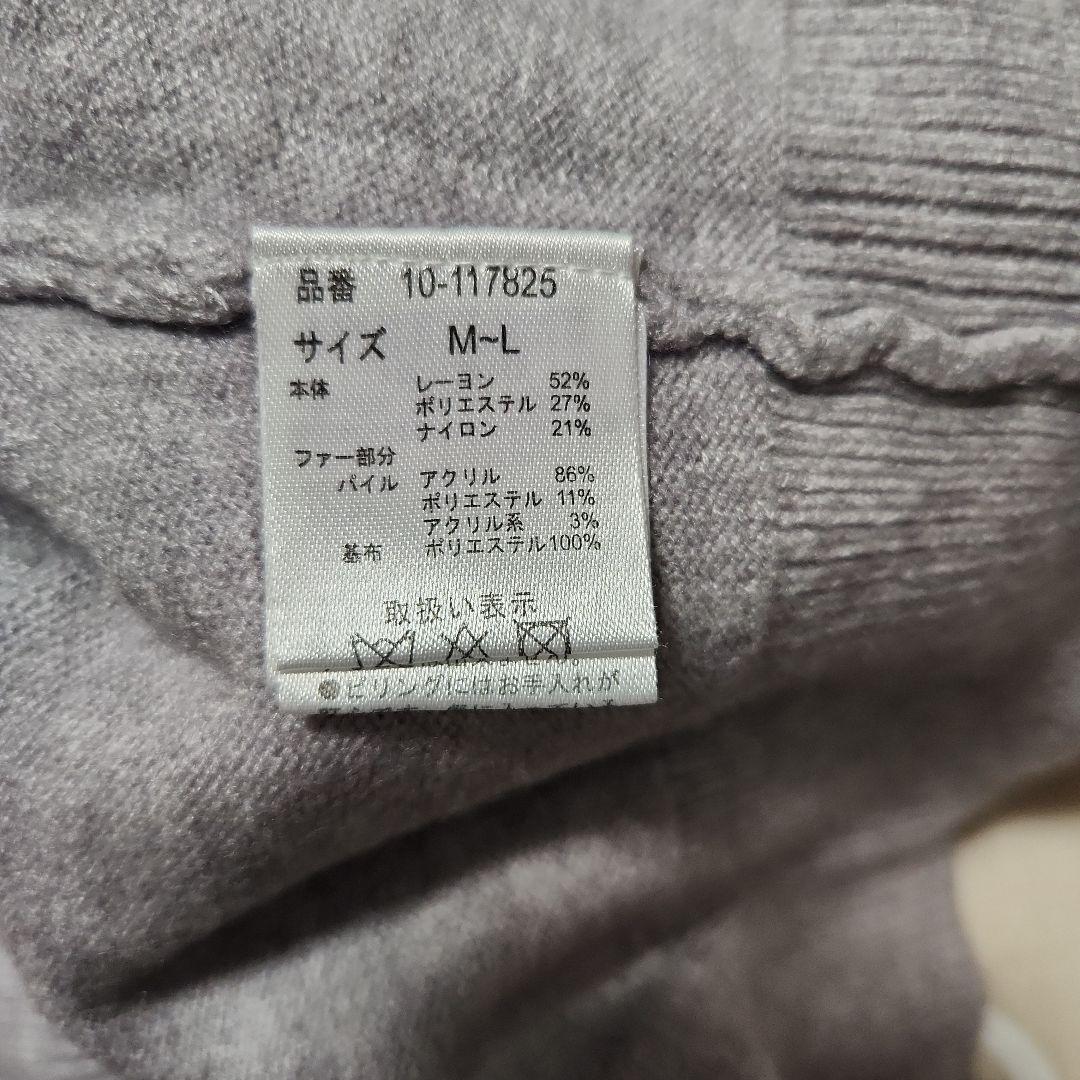 品番 10-117825
サイズ M~L
本体 レーヨン 52%
ポリエステル 27%
ナイロン 21%
ファー部分
パイル アクリル 86%
ポリエステル 11%
アクリル系 3%
基布 ポリエステル100%
取扱い表示
●ピリングにはお手入れが